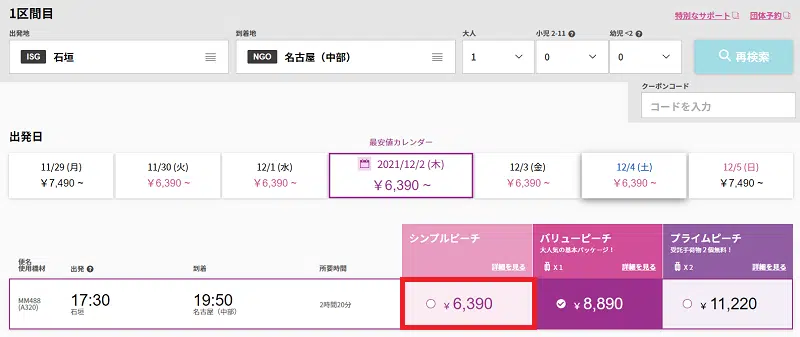 1区間目
特別なサポート 団体予約
出発地 到着地 大人 小児 2-11 幼児 <2
ISG 石垣 NGO 名古屋（中部） 1 0 0 再検索
クーポンコード
コードを入力
出発日
最安値カレンダー
11/29 (月) 11/30 (火) 12/1 (水) 2021/12/2 (木) 12/3 (金) 12/4 (土) 12/5 (日)
￥7,490 ~ ￥6,390 ~ ￥6,390 ~ ￥6,390 ~ ￥6,390 ~ ￥6,390 ~ ￥7,490 ~
シンプルピーチ バリューピーチ プライムピーチ
大人気の基本パッケージ！ 受託手荷物２個無料！
便名
使用機材 出発 到着 所要時間 詳細を見る X 1 詳細を見る X 2 詳細を見る
MM488
(A320) 17:30 19:50 2時間20分 ￥6,390 ￥8,890 ￥11,220
石垣 名古屋（中部）